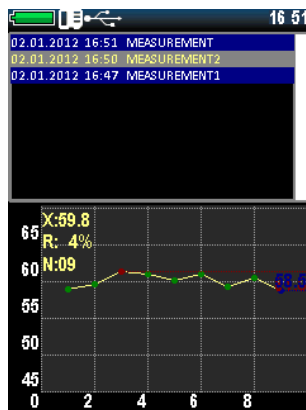 16 51
02.01.2012 16:51 MEASUREMENT
02.01.2012 16:50 MEASUREMENT2
02.01.2012 16:47 MEASUREMENT1
X:59.8
65
R: 4%
N:09
60
55
50
45
0 2 4 6 8